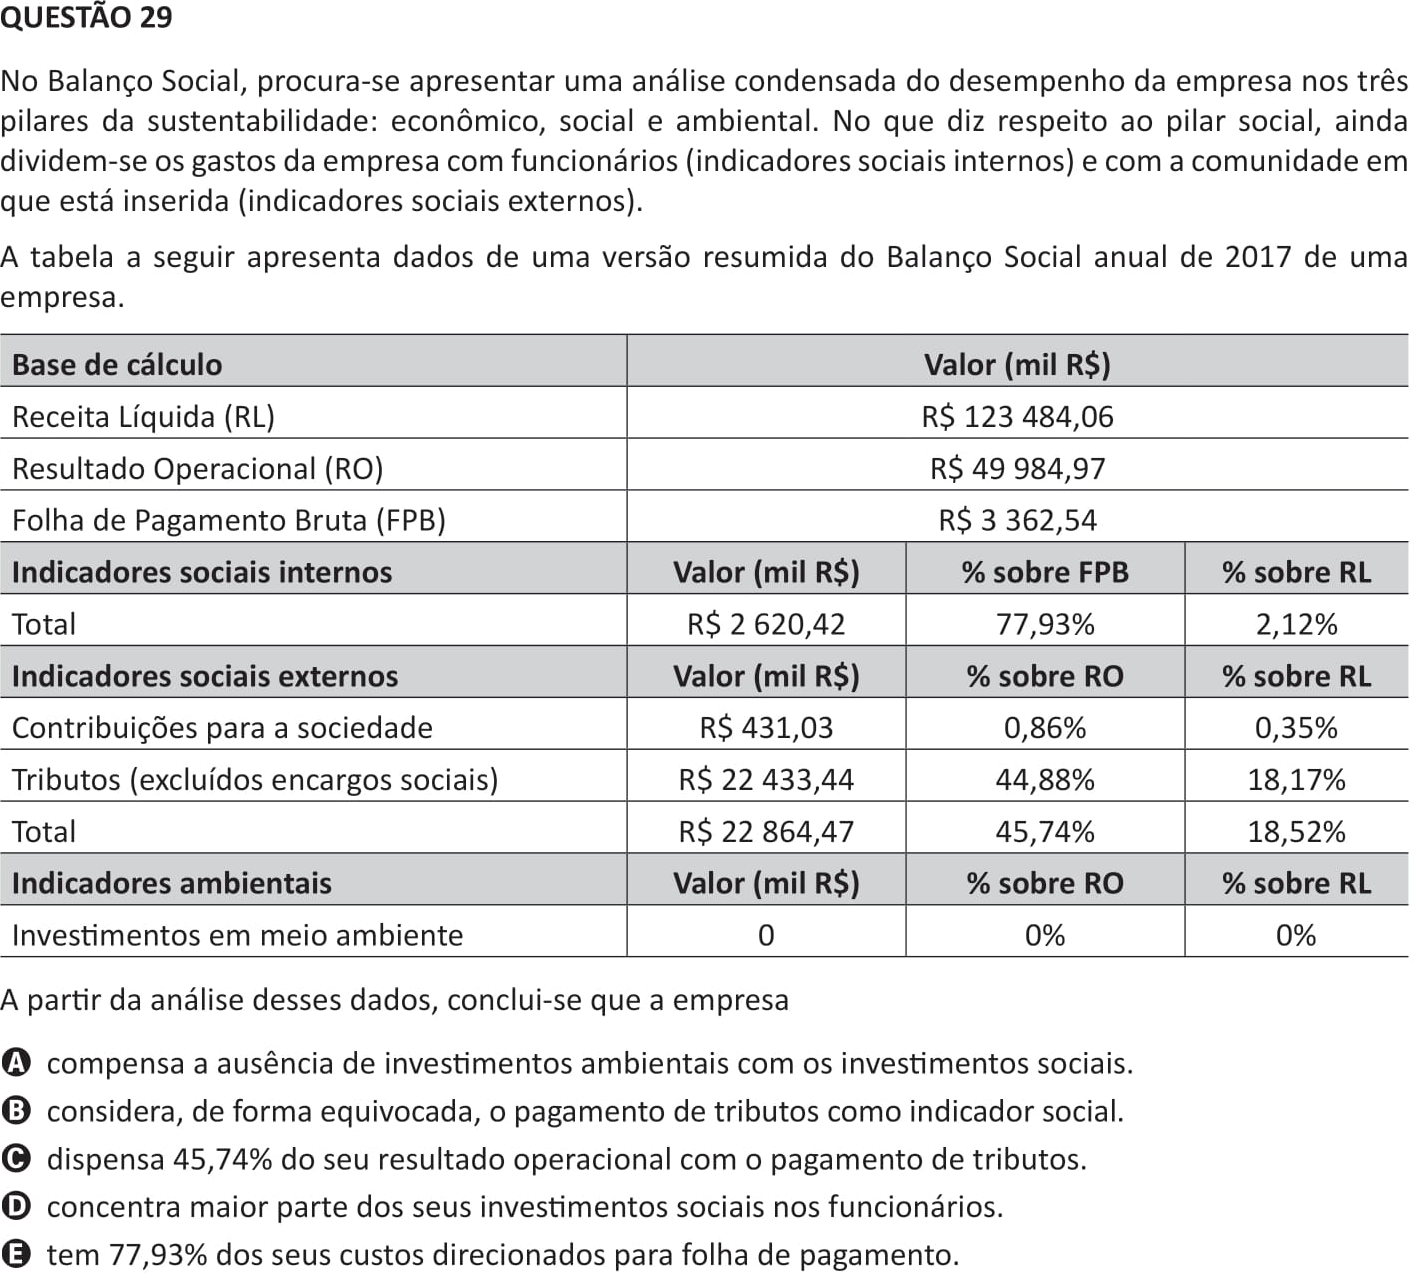 QUESTÃO 29
No Balanço Social, procura-se apresentar uma análise condensada do desempenho da empresa nos três
pilares da sustentabilidade: econômico, social e ambiental. No que diz respeito ao pilar social, ainda
dividem-se os gastos da empresa com funcionários (indicadores sociais internos) e com a comunidade em
que está inserida (indicadores sociais externos).
A tabela a seguir apresenta dados de uma versão resumida do Balanço Social anual de 2017 de uma
empresa.
Base de cálculo Valor (mil R$)
Receita Líquida (RL) R$ 123 484,06
Resultado Operacional (RO) R$ 49 984,97
Folha de Pagamento Bruta (FPB) R$ 3 362,54
Indicadores sociais internos Valor (mil R$) % sobre FPB % sobre RL
Total R$ 2 620,42 77,93% 2,12%
Indicadores sociais externos Valor (mil R$) % sobre RO % sobre RL
Contribuições para a sociedade R$ 431,03 0,86% 0,35%
Tributos (excluídos encargos sociais) R$ 22 433,44 44,88% 18,17%
Total R$ 22 864,47 45,74% 18,52%
Indicadores ambientais Valor (mil R$) % sobre RO % sobre RL
Investimentos em meio ambiente 0 0% 0%
A partir da análise desses dados, conclui-se que a empresa
A compensa a ausência de investimentos ambientais com os investimentos sociais.
B considera, de forma equivocada, o pagamento de tributos como indicador social.
C dispensa 45,74% do seu resultado operacional com o pagamento de tributos.
D concentra maior parte dos seus investimentos sociais nos funcionários.
E tem 77,93% dos seus custos direcionados para folha de pagamento.